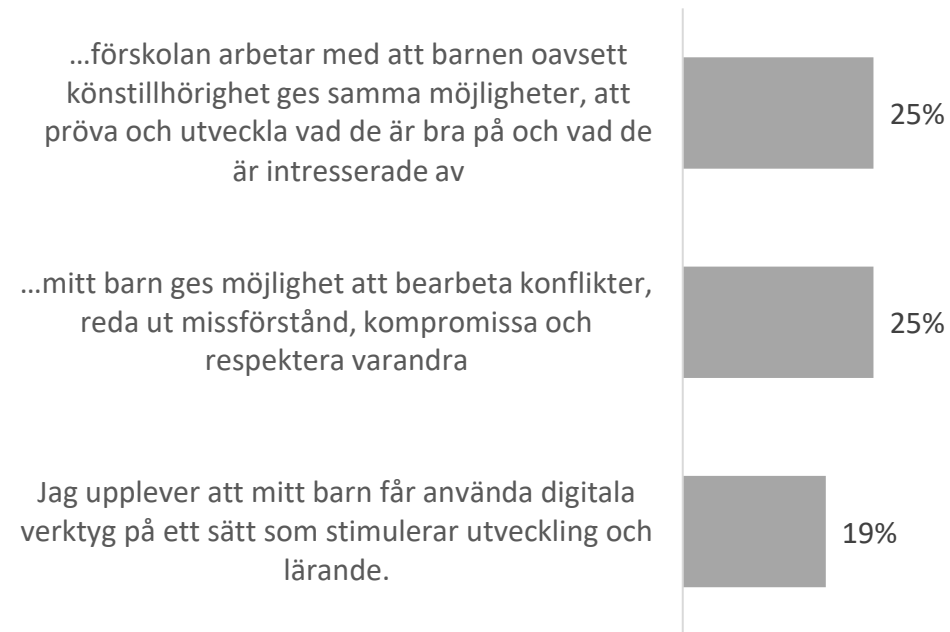 ...förskolan arbetar med att barnen oavsett
könstillhörighet ges samma möjligheter, att
pröva och utveckla vad de är bra på och vad de
är intresserade av
25%
...mitt barn ges möjlighet att bearbeta konflikter,
reda ut missförstånd, kompromissa och
respektera varandra
25%
Jag upplever att mitt barn får använda digitala
verktyg på ett sätt som stimulerar utveckling och
lärande.
19%